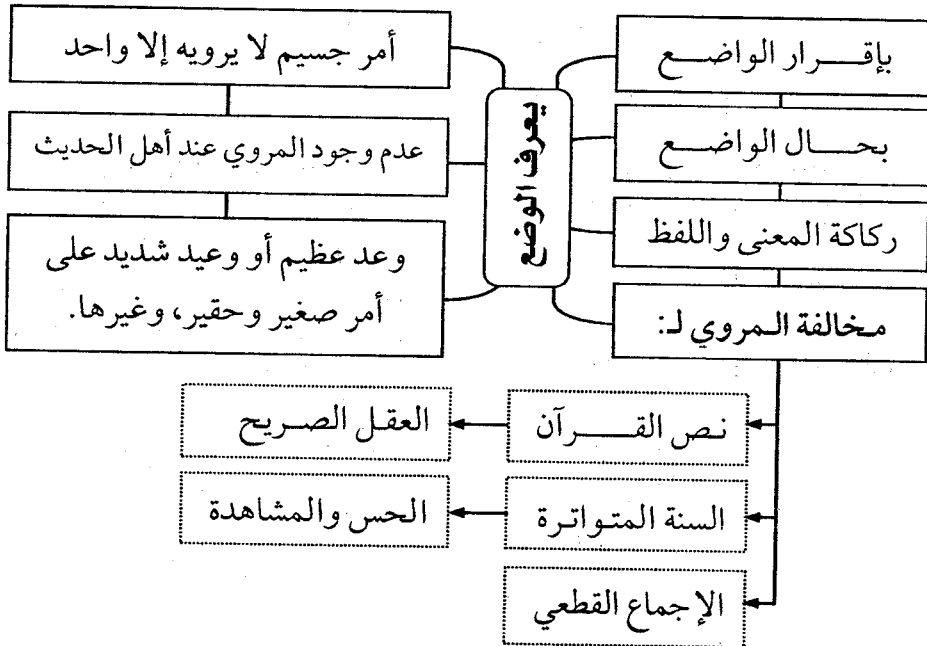 يعرف الوضع
بإقرار الواضع
بحال الواضع
ركاكة المعنى واللفظ
مخالفة المروي لـ:
نص القرآن
العقل الصريح
السنة المتواترة
الحس والمشاهدة
الإجماع القطعي
أمر جسيم لا يرويه إلا واحد
عدم وجود المروي عند أهل الحديث
وعد عظيم أو وعيد شديد على
أمر صغير وحقير، وغيرها.